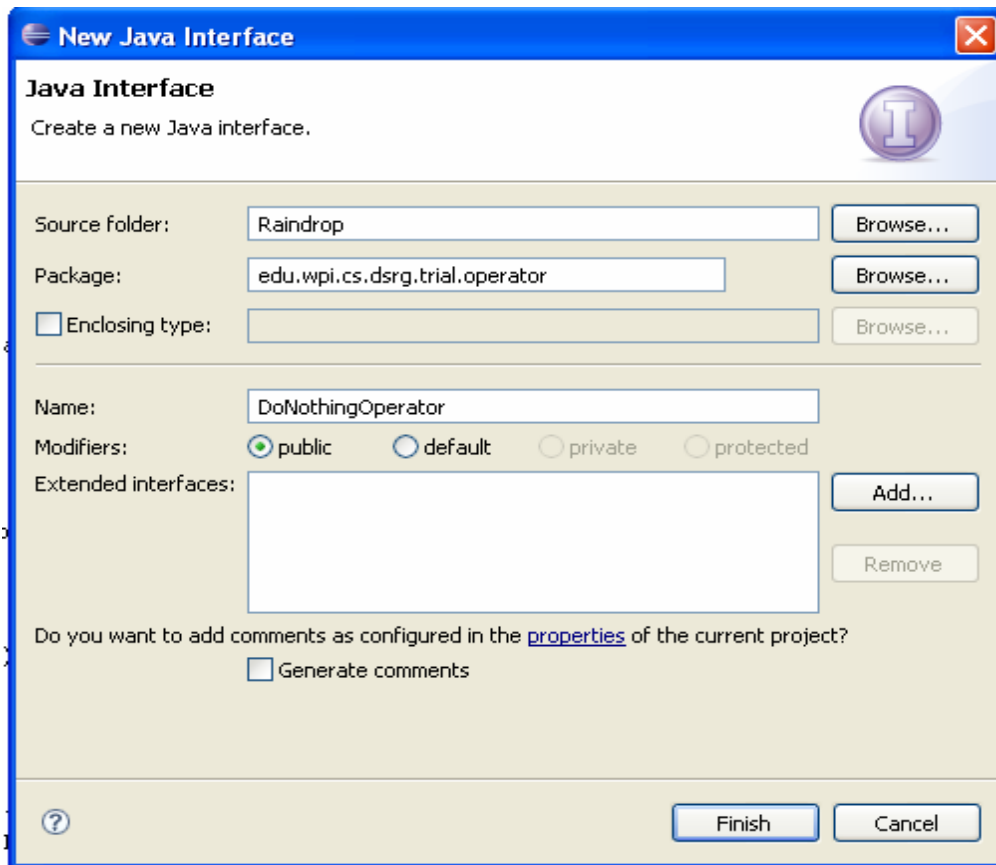 New Java Interface
Java Interface
Create a new Java interface.
I
Source folder: Raindrop Browse...
Package: edu.wpi.cs.dsrg.trial.operator Browse...
Enclosing type: Browse...
Name: DoNothingOperator
Modifiers: public default private protected
Extended interfaces: Add...
Remove
Do you want to add comments as configured in the properties of the current project?
Generate comments
? Finish Cancel